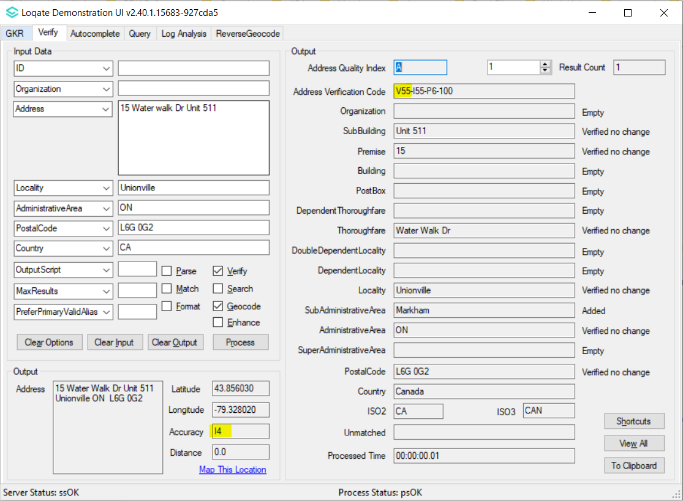 Loqate Demonstration UI v2.40.1.15683-927cda5
GKR Verify Autocomplete Query Log Analysis ReverseGeocode
Input Data
ID
Organization
Address 15 Water walk Dr Unit 511
Locality Unionville
AdministrativeArea ON
PostalCode L6G 0G2
Country CA
OutputScript Parse Verify
MaxResults Match Search
PreferPrimaryValidAlias Format Geocode
Enhance
Clear Options Clear Input Clear Output Process
Output
Address 15 Water Walk Dr Unit 511
Unionville ON L6G 0G2
Latitude 43.856030
Longitude -79.328020
Accuracy I4
Distance 0.0
Map This Location
Output
Address Quality Index A 1 Result Count 1
Address Verification Code V55-I55-P6-100
Organization Empty
SubBuilding Unit 511 Verified no change
Premise 15 Verified no change
Building Empty
PostBox Empty
DependentThoroughfare Empty
Thoroughfare Water Walk Dr Verified no change
DoubleDependentLocality Empty
DependentLocality Empty
Locality Unionville Verified no change
SubAdministrativeArea Markham Added
AdministrativeArea ON Verified no change
SuperAdministrativeArea Empty
PostalCode L6G 0G2 Verified no change
Country Canada
ISO2 CA ISO3 CAN
Unmatched
Processed Time 00:00:00.01
Shortcuts
View All
To Clipboard
Server Status: ssOK Process Status: psOK